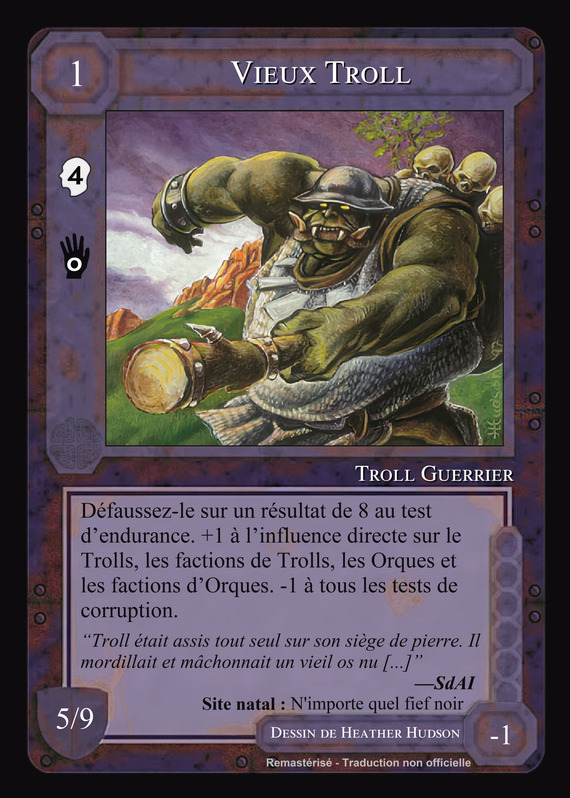 1
VIEUX TROLL
4
0
HHudson 97
TROLL GUERRIER
Défaussez-le sur un résultat de 8 au test
d'endurance. +1 à l'influence directe sur le
Trolls, les factions de Trolls, les Orques et
les factions d'Orques. -1 à tous les tests de
corruption.
“Troll était assis tout seul sur son siège de pierre. Il
mordillait et mâchonnait un vieil os nu [...]”
—SdAI
Site natal : N'importe quel fief noir
5/9
DESSIN DE HEATHER HUDSON
-1
Remastérisé - Traduction non officielle